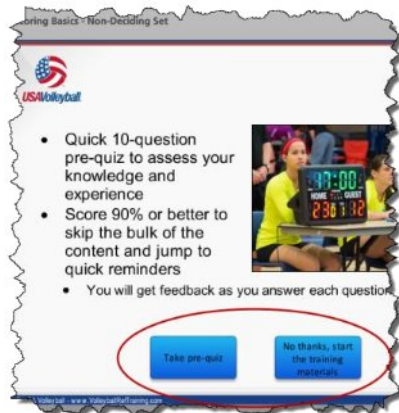 oring Basics - Non-Deciding Set
USAVolleyball
• Quick 10-question
pre-quiz to assess your
knowledge and
experience
• Score 90% or better to
skip the bulk of the
content and jump to
quick reminders
• You will get feedback as you answer each question
HOME
GUEST
Take pre-quiz
No thanks, start
the training
materials
Volleyball - www.VolleyballRefTraining.com